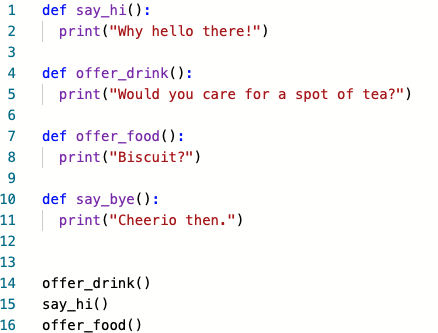 1 def say_hi():
2   print("Why hello there!")
3
4 def offer_drink():
5   print("Would you care for a spot of tea?")
6
7 def offer_food():
8   print("Biscuit?")
9
10 def say_bye():
11   print("Cheerio then.")
12
13
14 offer_drink()
15 say_hi()
16 offer_food()